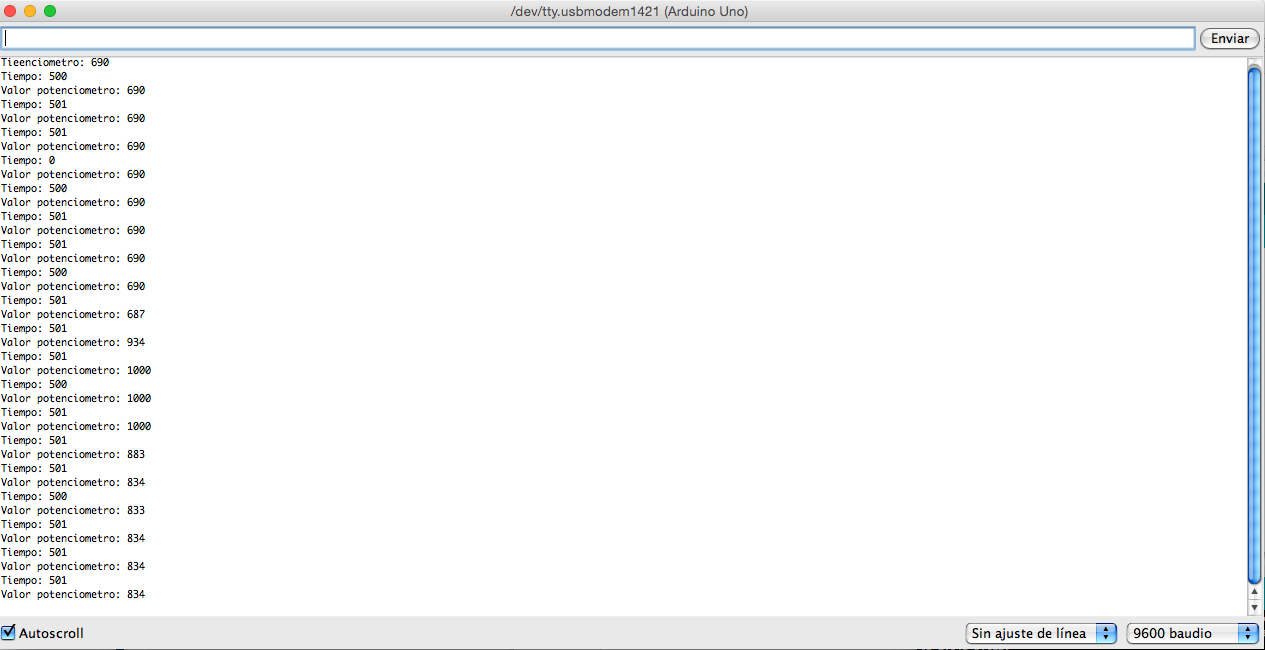 /dev/tty.usbmodem1421 (Arduino Uno)
Enviar
Tieenciometro: 690
Tiempo: 500
Valor potenciometro: 690
Tiempo: 501
Valor potenciometro: 690
Tiempo: 501
Valor potenciometro: 690
Tiempo: 0
Valor potenciometro: 690
Tiempo: 500
Valor potenciometro: 690
Tiempo: 501
Valor potenciometro: 690
Tiempo: 501
Valor potenciometro: 690
Tiempo: 500
Valor potenciometro: 690
Tiempo: 501
Valor potenciometro: 687
Tiempo: 501
Valor potenciometro: 934
Tiempo: 501
Valor potenciometro: 1000
Tiempo: 500
Valor potenciometro: 1000
Tiempo: 501
Valor potenciometro: 1000
Tiempo: 501
Valor potenciometro: 883
Tiempo: 501
Valor potenciometro: 834
Tiempo: 500
Valor potenciometro: 833
Tiempo: 501
Valor potenciometro: 834
Tiempo: 501
Valor potenciometro: 834
Tiempo: 501
Valor potenciometro: 834
Autoscroll
Sin ajuste de línea
9600 baudio